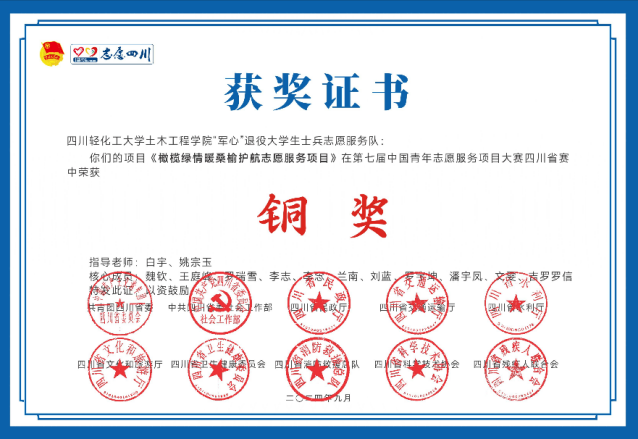 志愿四川
获奖证书
四川轻化工大学土木工程学院“军心”退役大学生士兵志愿服务队：
你们的项目《橄榄绿情暖桑榆护航志愿服务项目》在第七届中国青年志愿服务项目大赛四川省赛
中荣获
铜 奖
指导老师：白宇、姚宗玉
核心成员：魏钦、王庭 、罗瑞雪、李志、李 、兰南、刘蓝、罗 坤、潘宇凤、文雯、吉罗罗信
特发此证，以资鼓励。
共青团四川省委 中共四川省委社会工作部 四川省民政厅 四川省交通运输厅 四川省水利厅
社会工作部
四川省文化和旅游厅 四川省卫生健康委员会 四川省消防救援总队 四川省科学技术协会 四川省残疾人联合会
二〇二四年九月